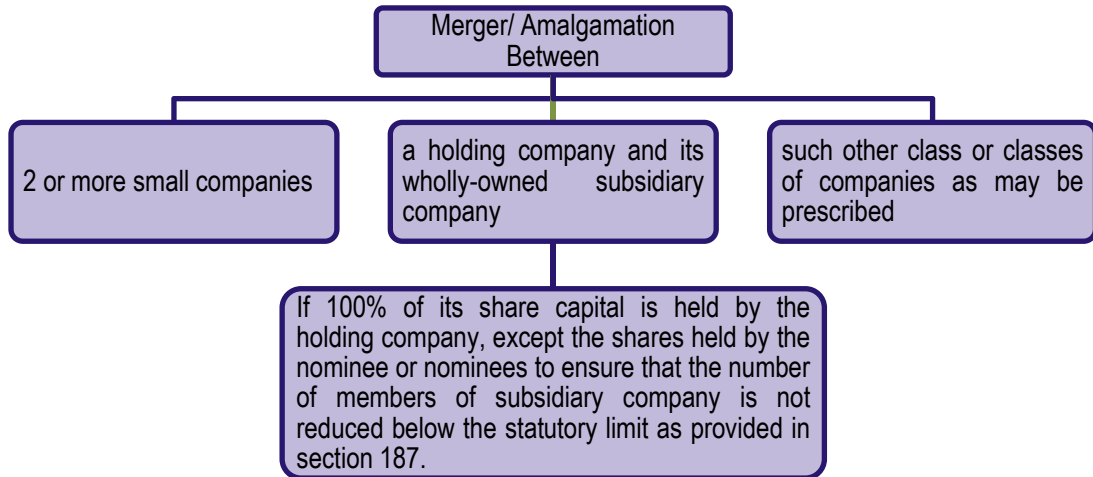 Merger/ Amalgamation
Between
2 or more small companies
a holding company and its
wholly-owned subsidiary
company
such other class or classes
of companies as may be
prescribed
If 100% of its share capital is held by the
holding company, except the shares held by the
nominee or nominees to ensure that the number
of members of subsidiary company is not
reduced below the statutory limit as provided in
section 187.